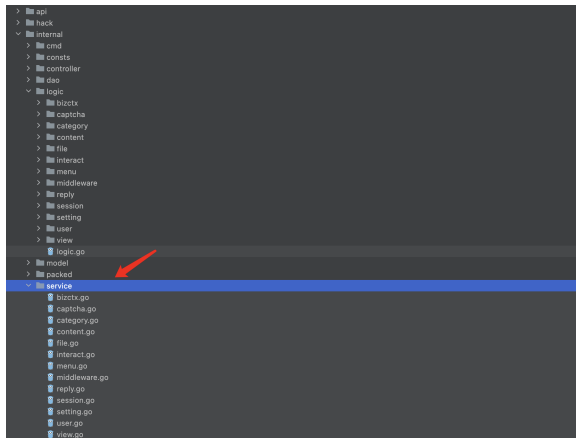 api
hack
internal
cmd
consts
controller
dao
logic
bizctx
captcha
category
content
file
interact
menu
middleware
reply
session
setting
user
view
logic.go
model
packed
service
bizctx.go
captcha.go
category.go
content.go
file.go
interact.go
menu.go
middleware.go
reply.go
session.go
setting.go
user.go
view.go